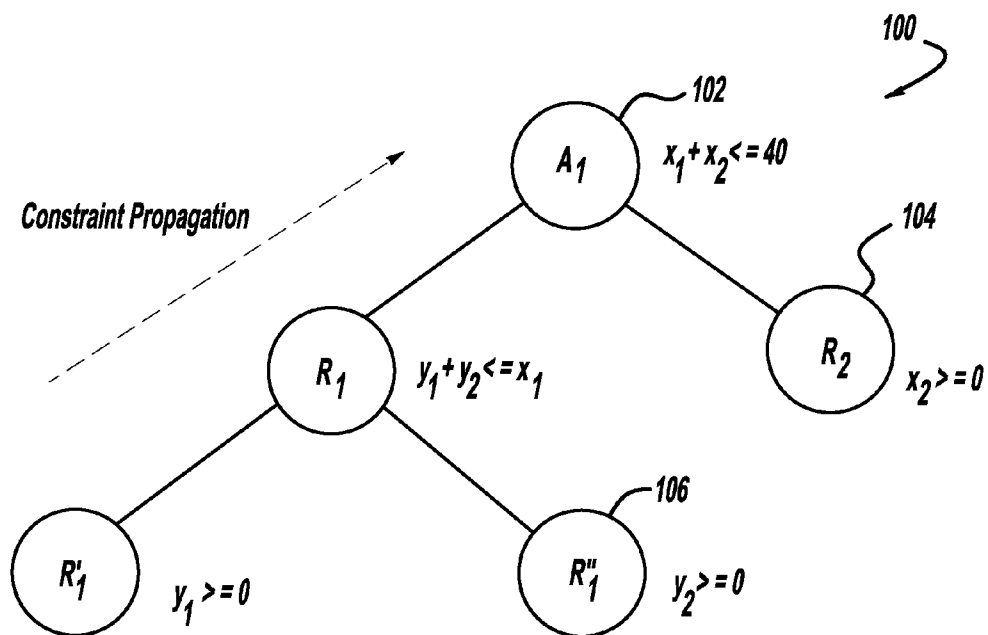 100
102
A₁ x₁ + x₂ <= 40
Constraint Propagation
104
R₁ y₁ + y₂ <= x₁
R₂ x₂ >= 0
106
R'₁ y₁ >= 0
R''₁ y₂ >= 0